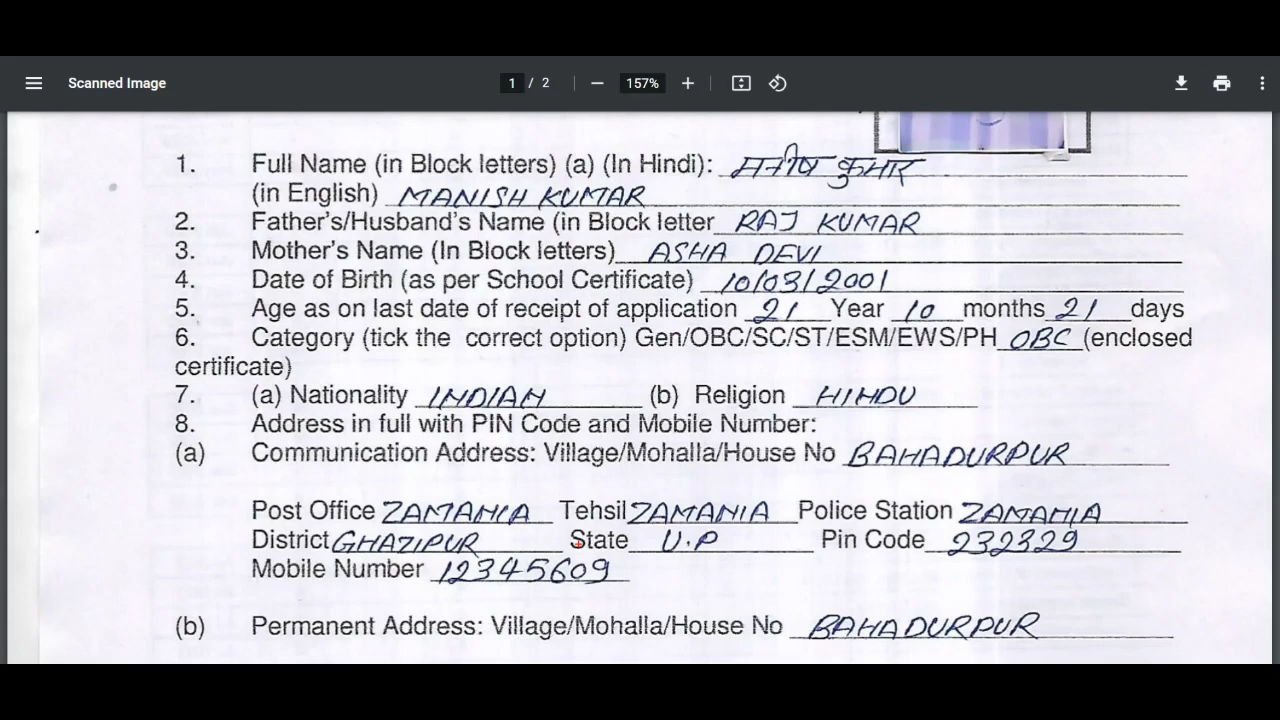 Scanned Image 1 / 2 157%
1. Full Name (in Block letters) (a) (In Hindi): मनीष कुमार
(in English) MANISH KUMAR
2. Father's/Husband's Name (in Block letter RAJ KUMAR
3. Mother's Name (In Block letters) ASHA DEVI
4. Date of Birth (as per School Certificate) 10/03/2001
5. Age as on last date of receipt of application 21 Year 10 months 21 days
6. Category (tick the correct option) Gen/OBC/SC/ST/ESM/EWS/PH OBC (enclosed
certificate)
7. (a) Nationality INDIAN (b) Religion HINDU
8. Address in full with PIN Code and Mobile Number:
(a) Communication Address: Village/Mohalla/House No BAHADURPUR
Post Office ZAMANIA Tehsil ZAMANIA Police Station ZAMANIA
District GHAZIPUR State U.P Pin Code 232329
Mobile Number 12345609
(b) Permanent Address: Village/Mohalla/House No BAHADURPUR